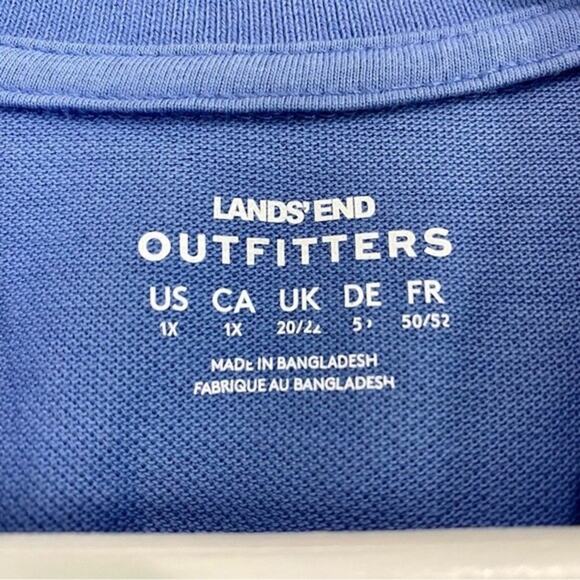 LANDS' END
OUTFITTERS
US CA UK DE FR
1X 1X 20/22 50/52
MADE IN BANGLADESH
FABRIQUE AU BANGLADESH